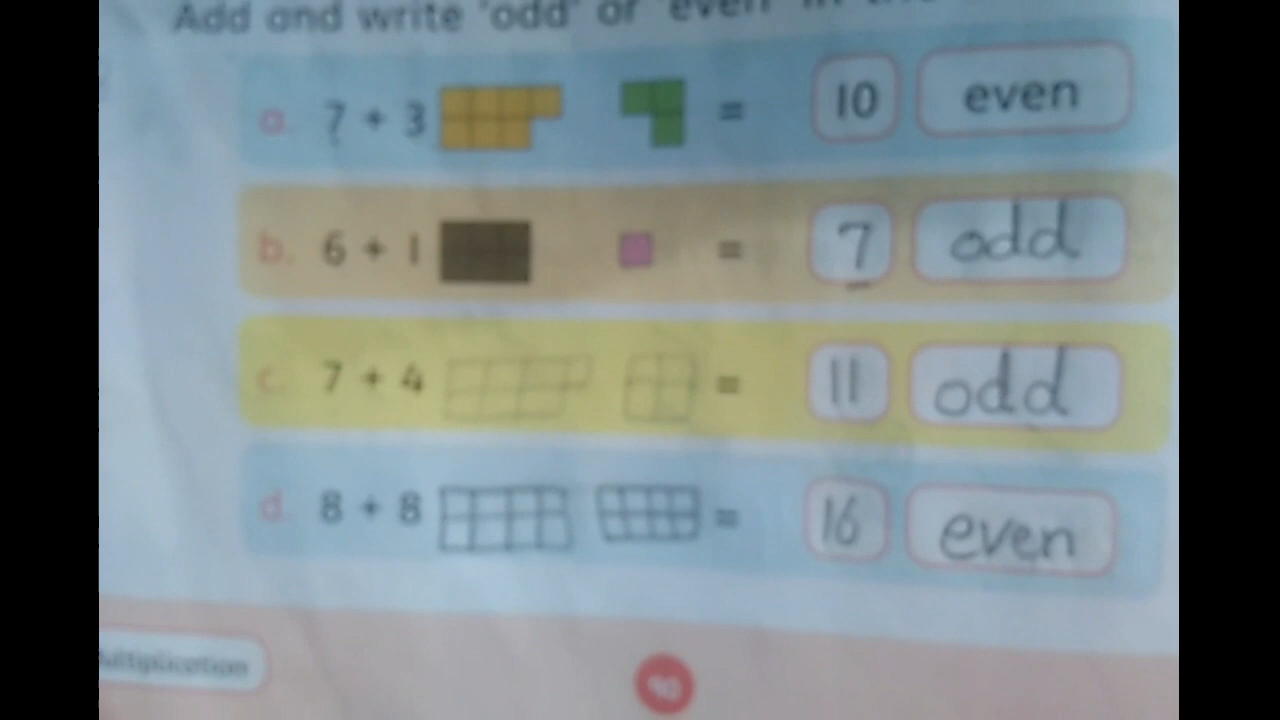 Add and write 'odd' or 'even' in
a. 7 + 3 = 10 even
b. 6 + 1 = 7 odd
c. 7 + 4 = 11 odd
d. 8 + 8 = 16 even
90